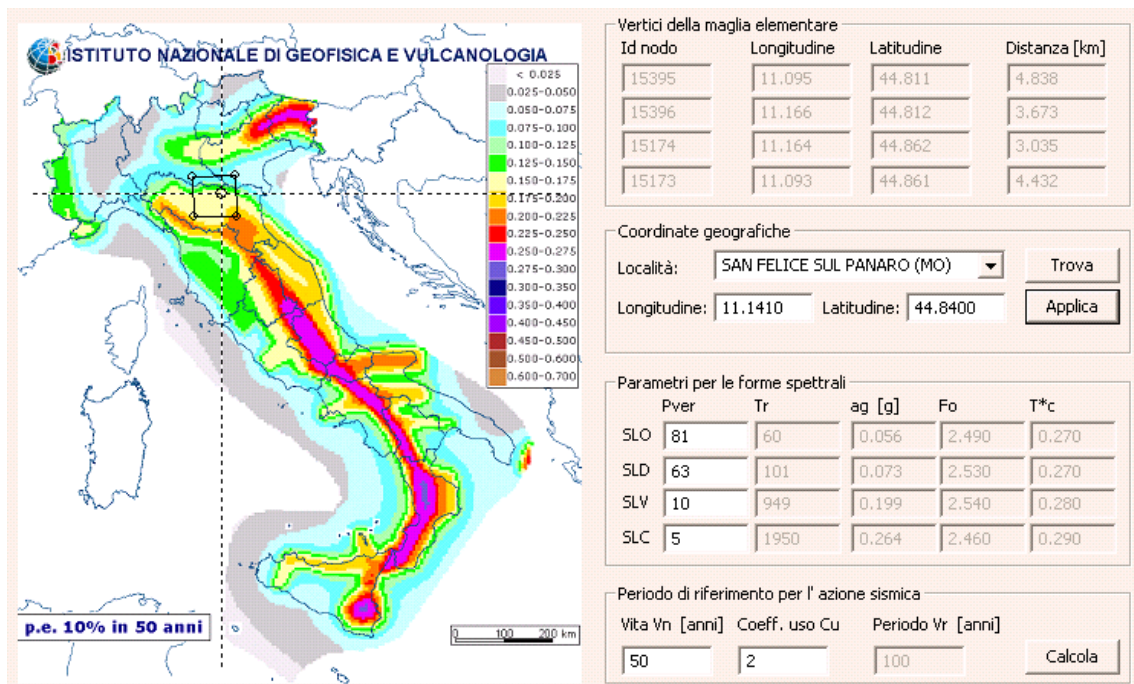 ISTITUTO NAZIONALE DI GEOFISICA E VULCANOLOGIA
< 0.025
0.025-0.050
0.050-0.075
0.075-0.100
0.100-0.125
0.125-0.150
0.150-0.175
0.175-0.200
0.200-0.225
0.225-0.250
0.250-0.275
0.275-0.300
0.300-0.350
0.350-0.400
0.400-0.450
0.450-0.500
0.500-0.600
0.600-0.700
p.e. 10% in 50 anni
0 100 200 km
Vertici della maglia elementare
Id nodo Longitudine Latitudine Distanza [km]
15395 11.095 44.811 4.838
15396 11.166 44.812 3.673
15174 11.164 44.862 3.035
15173 11.093 44.861 4.432
Coordinate geografiche
Località: SAN FELICE SUL PANARO (MO) Trova
Longitudine: 11.1410 Latitudine: 44.8400 Applica
Parametri per le forme spettrali
Pver Tr ag [g] Fo T*c
SLO 81 60 0.056 2.490 0.270
SLD 63 101 0.073 2.530 0.270
SLV 10 949 0.199 2.540 0.280
SLC 5 1950 0.264 2.460 0.290
Periodo di riferimento per l' azione sismica
Vita Vn [anni] Coeff. uso Cu Periodo Vr [anni]
50 2 100 Calcola